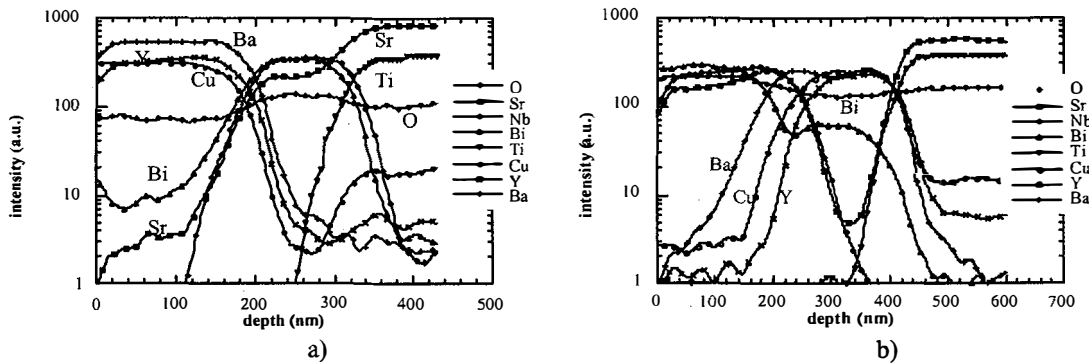 1000
100
10
1
intensity (a.u.)
0 100 200 300 400 500
depth (nm)
Ba
Sr
Y
Cu
Ti
O
Bi
Sr
O
Sr
Nb
Bi
Ti
Cu
Y
Ba
a)
1000
100
10
1
intensity (a.u.)
0 100 200 300 400 500 600 700
depth (nm)
Bi
Ba
Cu
Y
O
Sr
Nb
Bi
Ti
Cu
Y
Ba
b)